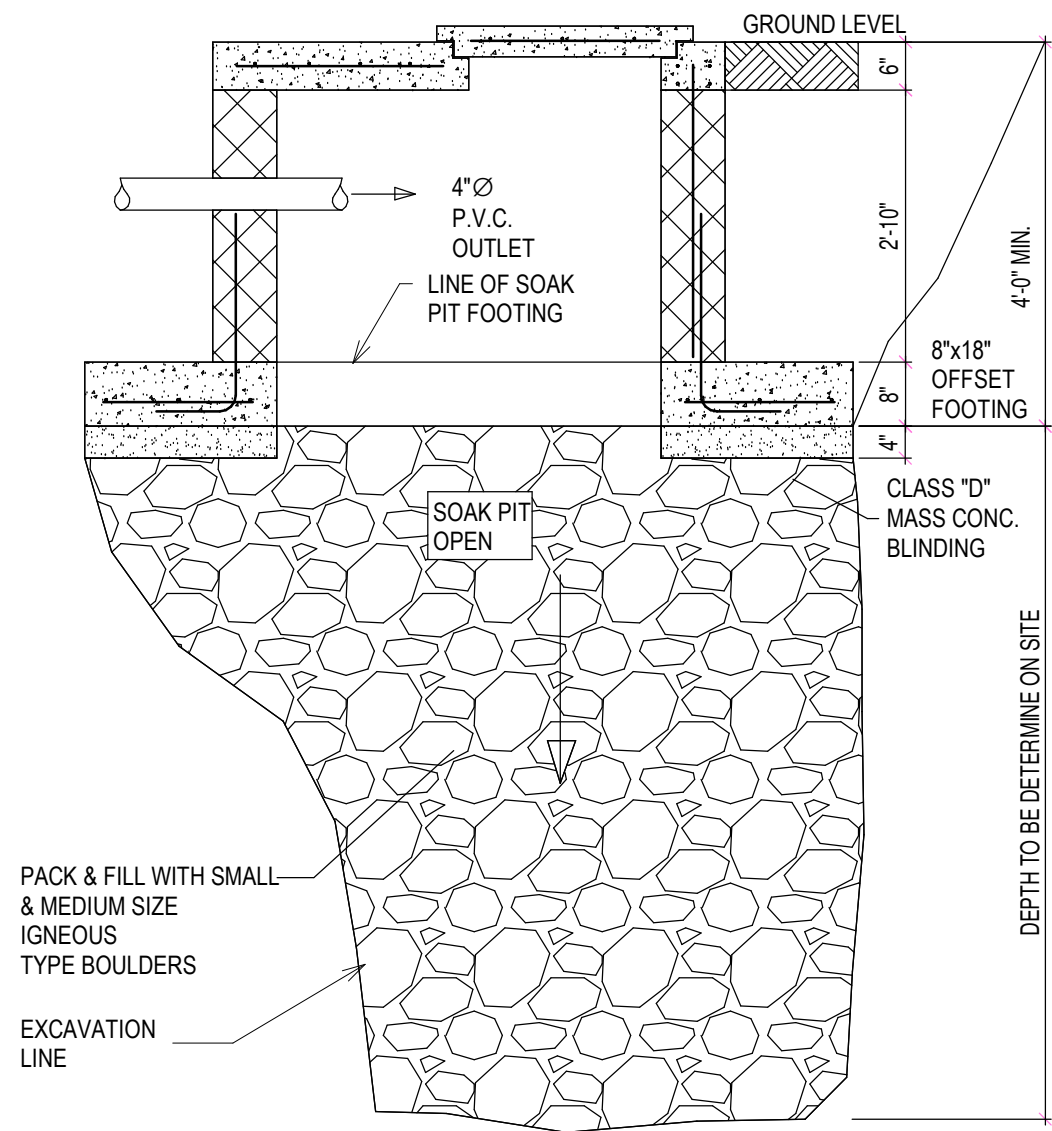 GROUND LEVEL
6"
2'-10"
4'-0" MIN.
4"Ø
P.V.C.
OUTLET
LINE OF SOAK
PIT FOOTING
8"x18"
OFFSET
FOOTING
8"
4"
CLASS "D"
MASS CONC.
BLINDING
SOAK PIT
OPEN
DEPTH TO BE DETERMINE ON SITE
PACK & FILL WITH SMALL
& MEDIUM SIZE
IGNEOUS
TYPE BOULDERS
EXCAVATION
LINE